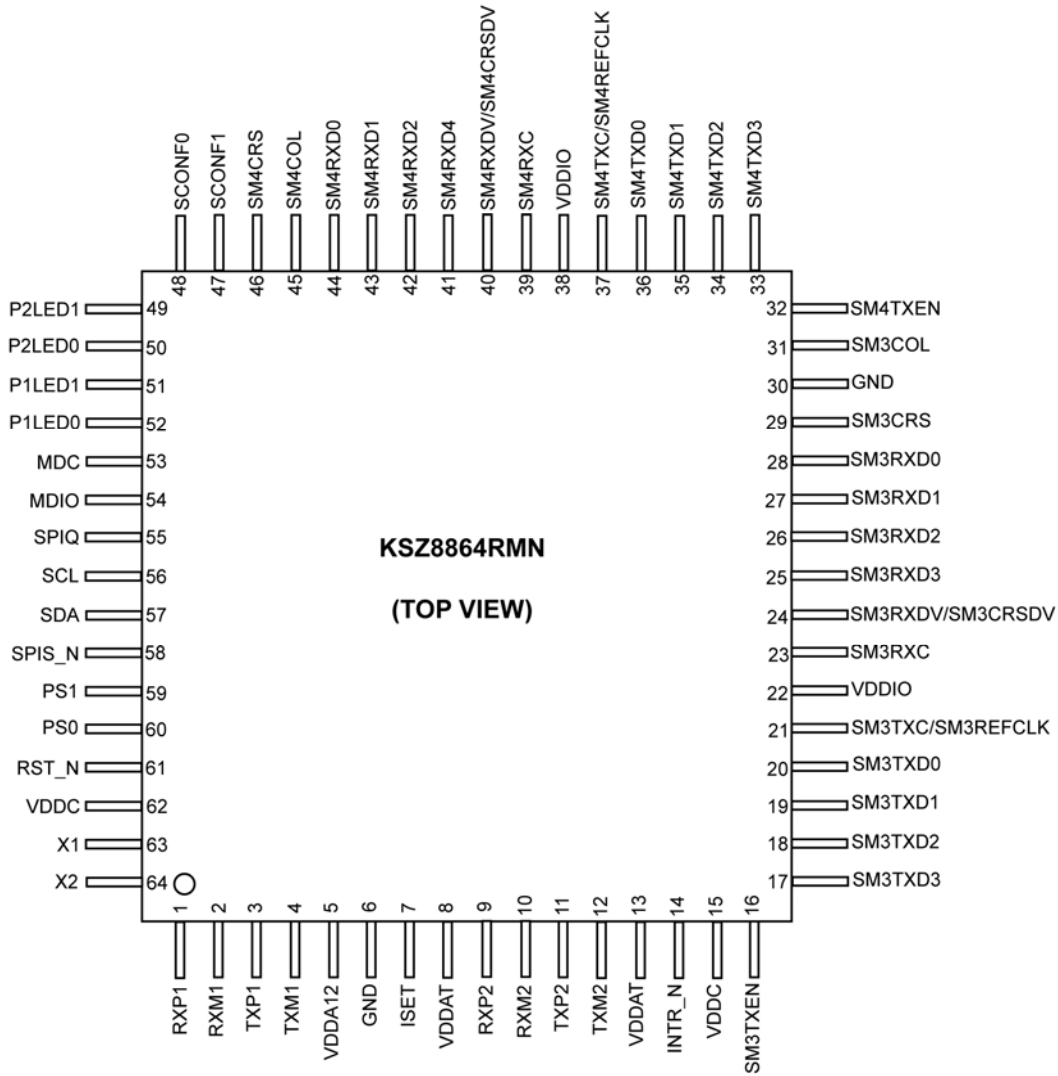 SCONF0
SCONF1
SM4CRS
SM4COL
SM4RXD0
SM4RXD1
SM4RXD2
SM4RXD4
SM4RXDV/SM4CRSDV
SM4RXC
VDDIO
SM4TXC/SM4REFCLK
SM4TXD0
SM4TXD1
SM4TXD2
SM4TXD3
48
47
46
45
44
43
42
41
40
39
38
37
36
35
34
33
P2LED1 49
P2LED0 50
P1LED1 51
P1LED0 52
MDC 53
MDIO 54
SPIQ 55
SCL 56
SDA 57
SPIS_N 58
PS1 59
PS0 60
RST_N 61
VDDC 62
X1 63
X2 64
KSZ8864RMN
(TOP VIEW)
32 SM4TXEN
31 SM3COL
30 GND
29 SM3CRS
28 SM3RXD0
27 SM3RXD1
26 SM3RXD2
25 SM3RXD3
24 SM3RXDV/SM3CRSDV
23 SM3RXC
22 VDDIO
21 SM3TXC/SM3REFCLK
20 SM3TXD0
19 SM3TXD1
18 SM3TXD2
17 SM3TXD3
1
2
3
4
5
6
7
8
9
10
11
12
13
14
15
16
RXP1
RXM1
TXP1
TXM1
VDDA12
GND
ISET
VDDAT
RXP2
RXM2
TXP2
TXM2
VDDAT
INTR_N
VDDC
SM3TXEN